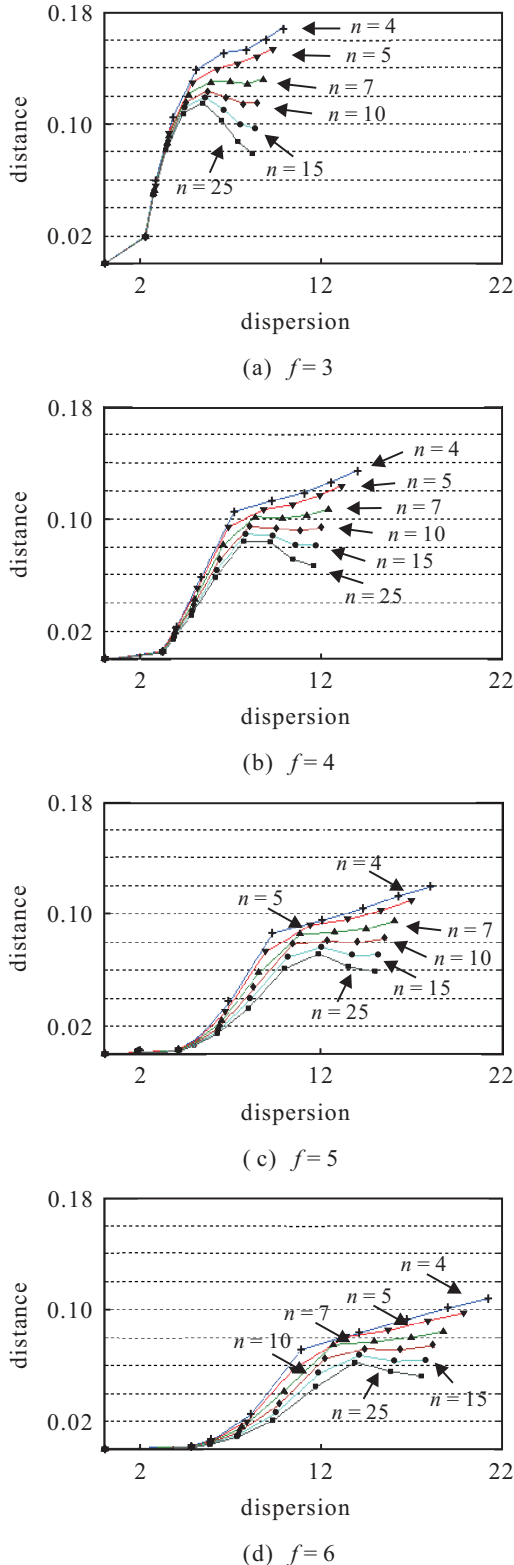 0.18
n = 4
n = 5
n = 7
0.10
n = 10
n = 25
n = 15
0.02
distance
2 12 22
dispersion
(a) f = 3
0.18
n = 4
n = 5
n = 7
0.10
n = 10
n = 15
n = 25
0.02
distance
2 12 22
dispersion
(b) f = 4
0.18
n = 4
n = 5
0.10
n = 7
n = 10
n = 15
n = 25
0.02
distance
2 12 22
dispersion
( c) f = 5
0.18
n = 4
n = 5
n = 7
0.10
n = 10
n = 25
n = 15
0.02
distance
2 12 22
dispersion
(d) f = 6